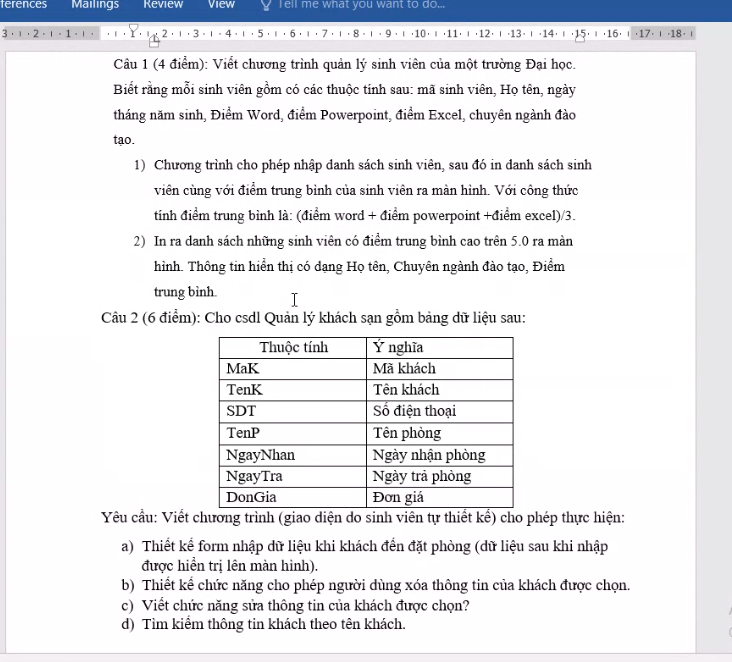 ferences Mailings Review View Tell me what you want to do...
3 · 2 · 1 · 1 · 2 · 3 · 4 · 5 · 6 · 7 · 8 · 9 · 10 · 11 · 12 · 13 · 14 · 15 · 16 · 17 · 18
Câu 1 (4 điểm): Viết chương trình quản lý sinh viên của một trường Đại học.
Biết rằng mỗi sinh viên gồm có các thuộc tính sau: mã sinh viên, Họ tên, ngày
tháng năm sinh, Điểm Word, điểm Powerpoint, điểm Excel, chuyên ngành đào
tạo.
1) Chương trình cho phép nhập danh sách sinh viên, sau đó in danh sách sinh
viên cùng với điểm trung bình của sinh viên ra màn hình. Với công thức
tính điểm trung bình là: (điểm word + điểm powerpoint +điểm excel)/3.
2) In ra danh sách những sinh viên có điểm trung bình cao trên 5.0 ra màn
hình. Thông tin hiển thị có dạng Họ tên, Chuyên ngành đào tạo, Điểm
trung bình.
Câu 2 (6 điểm): Cho csdl Quản lý khách sạn gồm bảng dữ liệu sau:
Thuộc tính Ý nghĩa
MaK Mã khách
TenK Tên khách
SDT Số điện thoại
TenP Tên phòng
NgayNhan Ngày nhận phòng
NgayTra Ngày trả phòng
DonGia Đơn giá
Yêu cầu: Viết chương trình (giao diện do sinh viên tự thiết kế) cho phép thực hiện:
a) Thiết kế form nhập dữ liệu khi khách đến đặt phòng (dữ liệu sau khi nhập
được hiển trị lên màn hình).
b) Thiết kế chức năng cho phép người dùng xóa thông tin của khách được chọn.
c) Viết chức năng sửa thông tin của khách được chọn?
d) Tìm kiếm thông tin khách theo tên khách.